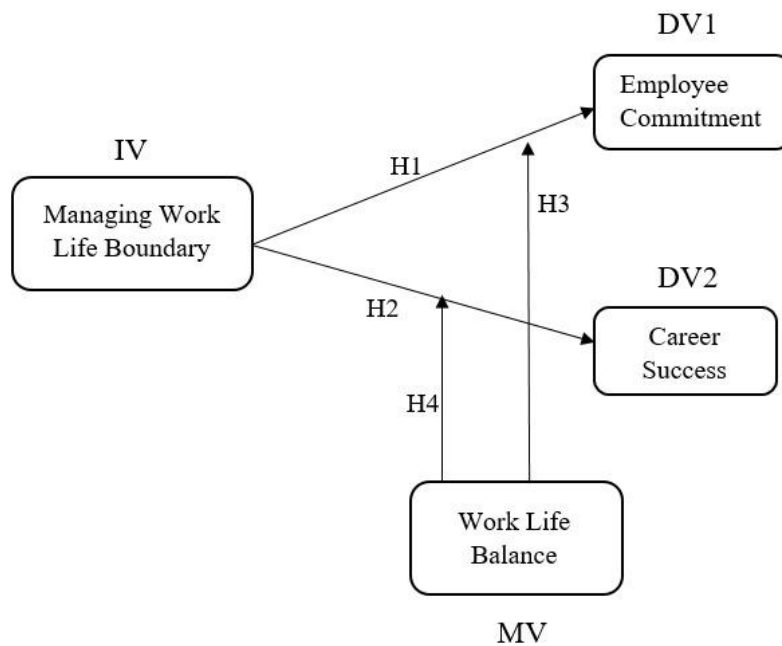 DV1
Employee
Commitment
IV
H1
Managing Work
Life Boundary
H3
DV2
H2
Career
Success
H4
Work Life
Balance
MV